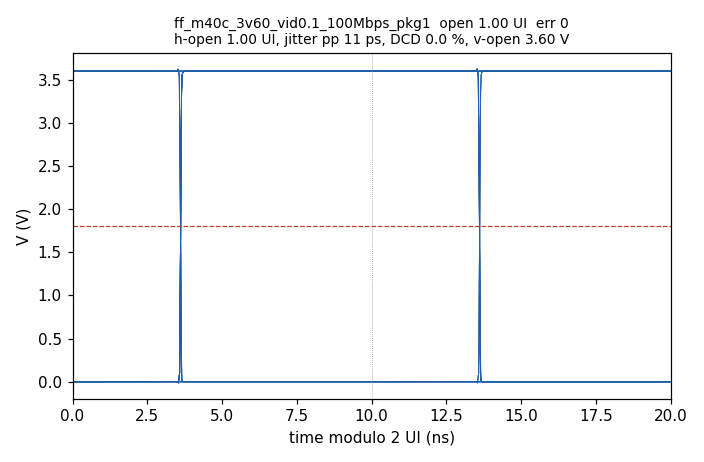 ff_m40c_3v60_vid0.1_100Mbps_pkg1  open 1.00 UI  err 0
h-open 1.00 UI, jitter pp 11 ps, DCD 0.0 %, v-open 3.60 V
3.5
3.0
2.5
2.0
1.5
1.0
0.5
0.0
V (V)
0.0 2.5 5.0 7.5 10.0 12.5 15.0 17.5 20.0
time modulo 2 UI (ns)